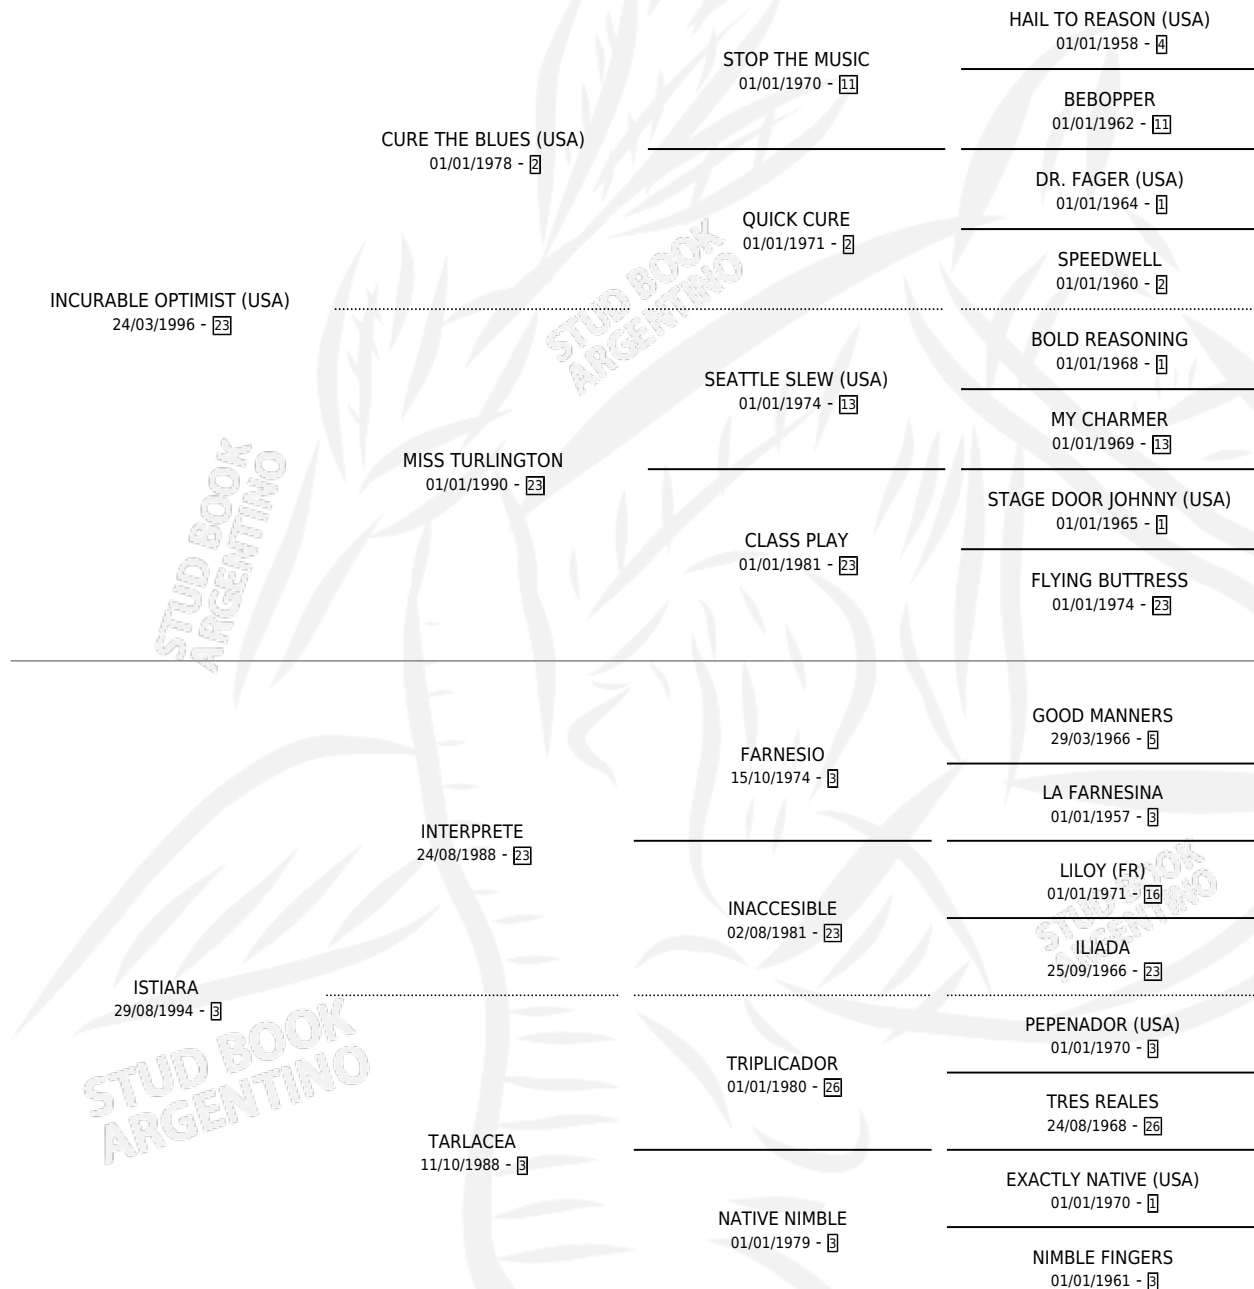 HAIL TO REASON (USA)
01/01/1958 - 4
STOP THE MUSIC
01/01/1970 - 11
BEBOPPER
01/01/1962 - 11
CURE THE BLUES (USA)
01/01/1978 - 2
DR. FAGER (USA)
01/01/1964 - 1
QUICK CURE
01/01/1971 - 2
SPEEDWELL
01/01/1960 - 2
INCURABLE OPTIMIST (USA)
24/03/1996 - 23
BOLD REASONING
01/01/1968 - 1
SEATTLE SLEW (USA)
01/01/1974 - 13
MY CHARMER
01/01/1969 - 13
MISS TURLINGTON
01/01/1990 - 23
STAGE DOOR JOHNNY (USA)
01/01/1965 - 1
CLASS PLAY
01/01/1981 - 23
FLYING BUTTRESS
01/01/1974 - 23
GOOD MANNERS
29/03/1966 - 5
FARNESIO
15/10/1974 - 3
LA FARNESINA
01/01/1957 - 3
INTERPRETE
24/08/1988 - 23
LILOY (FR)
01/01/1971 - 16
INACCESIBLE
02/08/1981 - 23
ILIADA
25/09/1966 - 23
ISTIARA
29/08/1994 - 3
PEPENADOR (USA)
01/01/1970 - 3
TRIPLICADOR
01/01/1980 - 26
TRES REALES
24/08/1968 - 26
TARLACEA
11/10/1988 - 3
EXACTLY NATIVE (USA)
01/01/1970 - 1
NATIVE NIMBLE
01/01/1979 - 3
NIMBLE FINGERS
01/01/1961 - 3
STUD BOOK
ARGENTINO
STUD BOOK
ARGENTINO
STUD BOOK
ARGENTINO
STUD BOOK
ARGENTINO